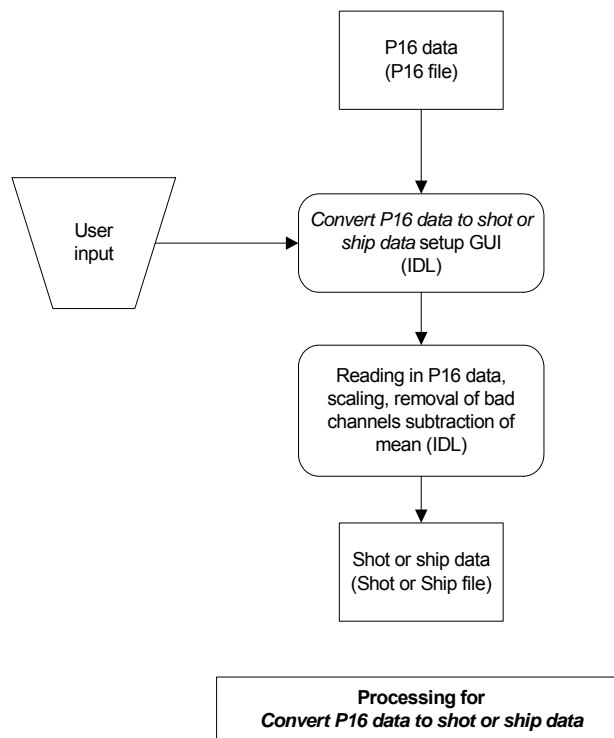 P16 data
(P16 file)
User
input
Convert P16 data to shot or
ship data setup GUI
(IDL)
Reading in P16 data,
scaling, removal of bad
channels subtraction of
mean (IDL)
Shot or ship data
(Shot or Ship file)
Processing for
Convert P16 data to shot or ship data